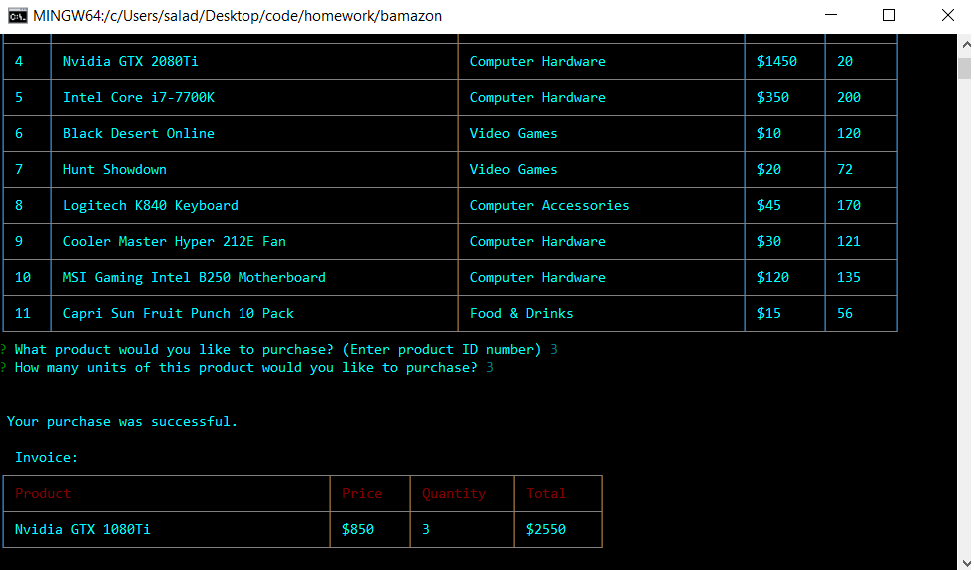 MINGW64:/c/Users/salad/Desktop/code/homework/bamazon
4 Nvidia GTX 2080Ti Computer Hardware $1450 20
5 Intel Core i7-7700K Computer Hardware $350 200
6 Black Desert Online Video Games $10 120
7 Hunt Showdown Video Games $20 72
8 Logitech K840 Keyboard Computer Accessories $45 170
9 Cooler Master Hyper 212E Fan Computer Hardware $30 121
10 MSI Gaming Intel B250 Motherboard Computer Hardware $120 135
11 Capri Sun Fruit Punch 10 Pack Food & Drinks $15 56
? What product would you like to purchase? (Enter product ID number) 3
? How many units of this product would you like to purchase? 3
Your purchase was successful.
Invoice:
Product Price Quantity Total
Nvidia GTX 1080Ti $850 3 $2550